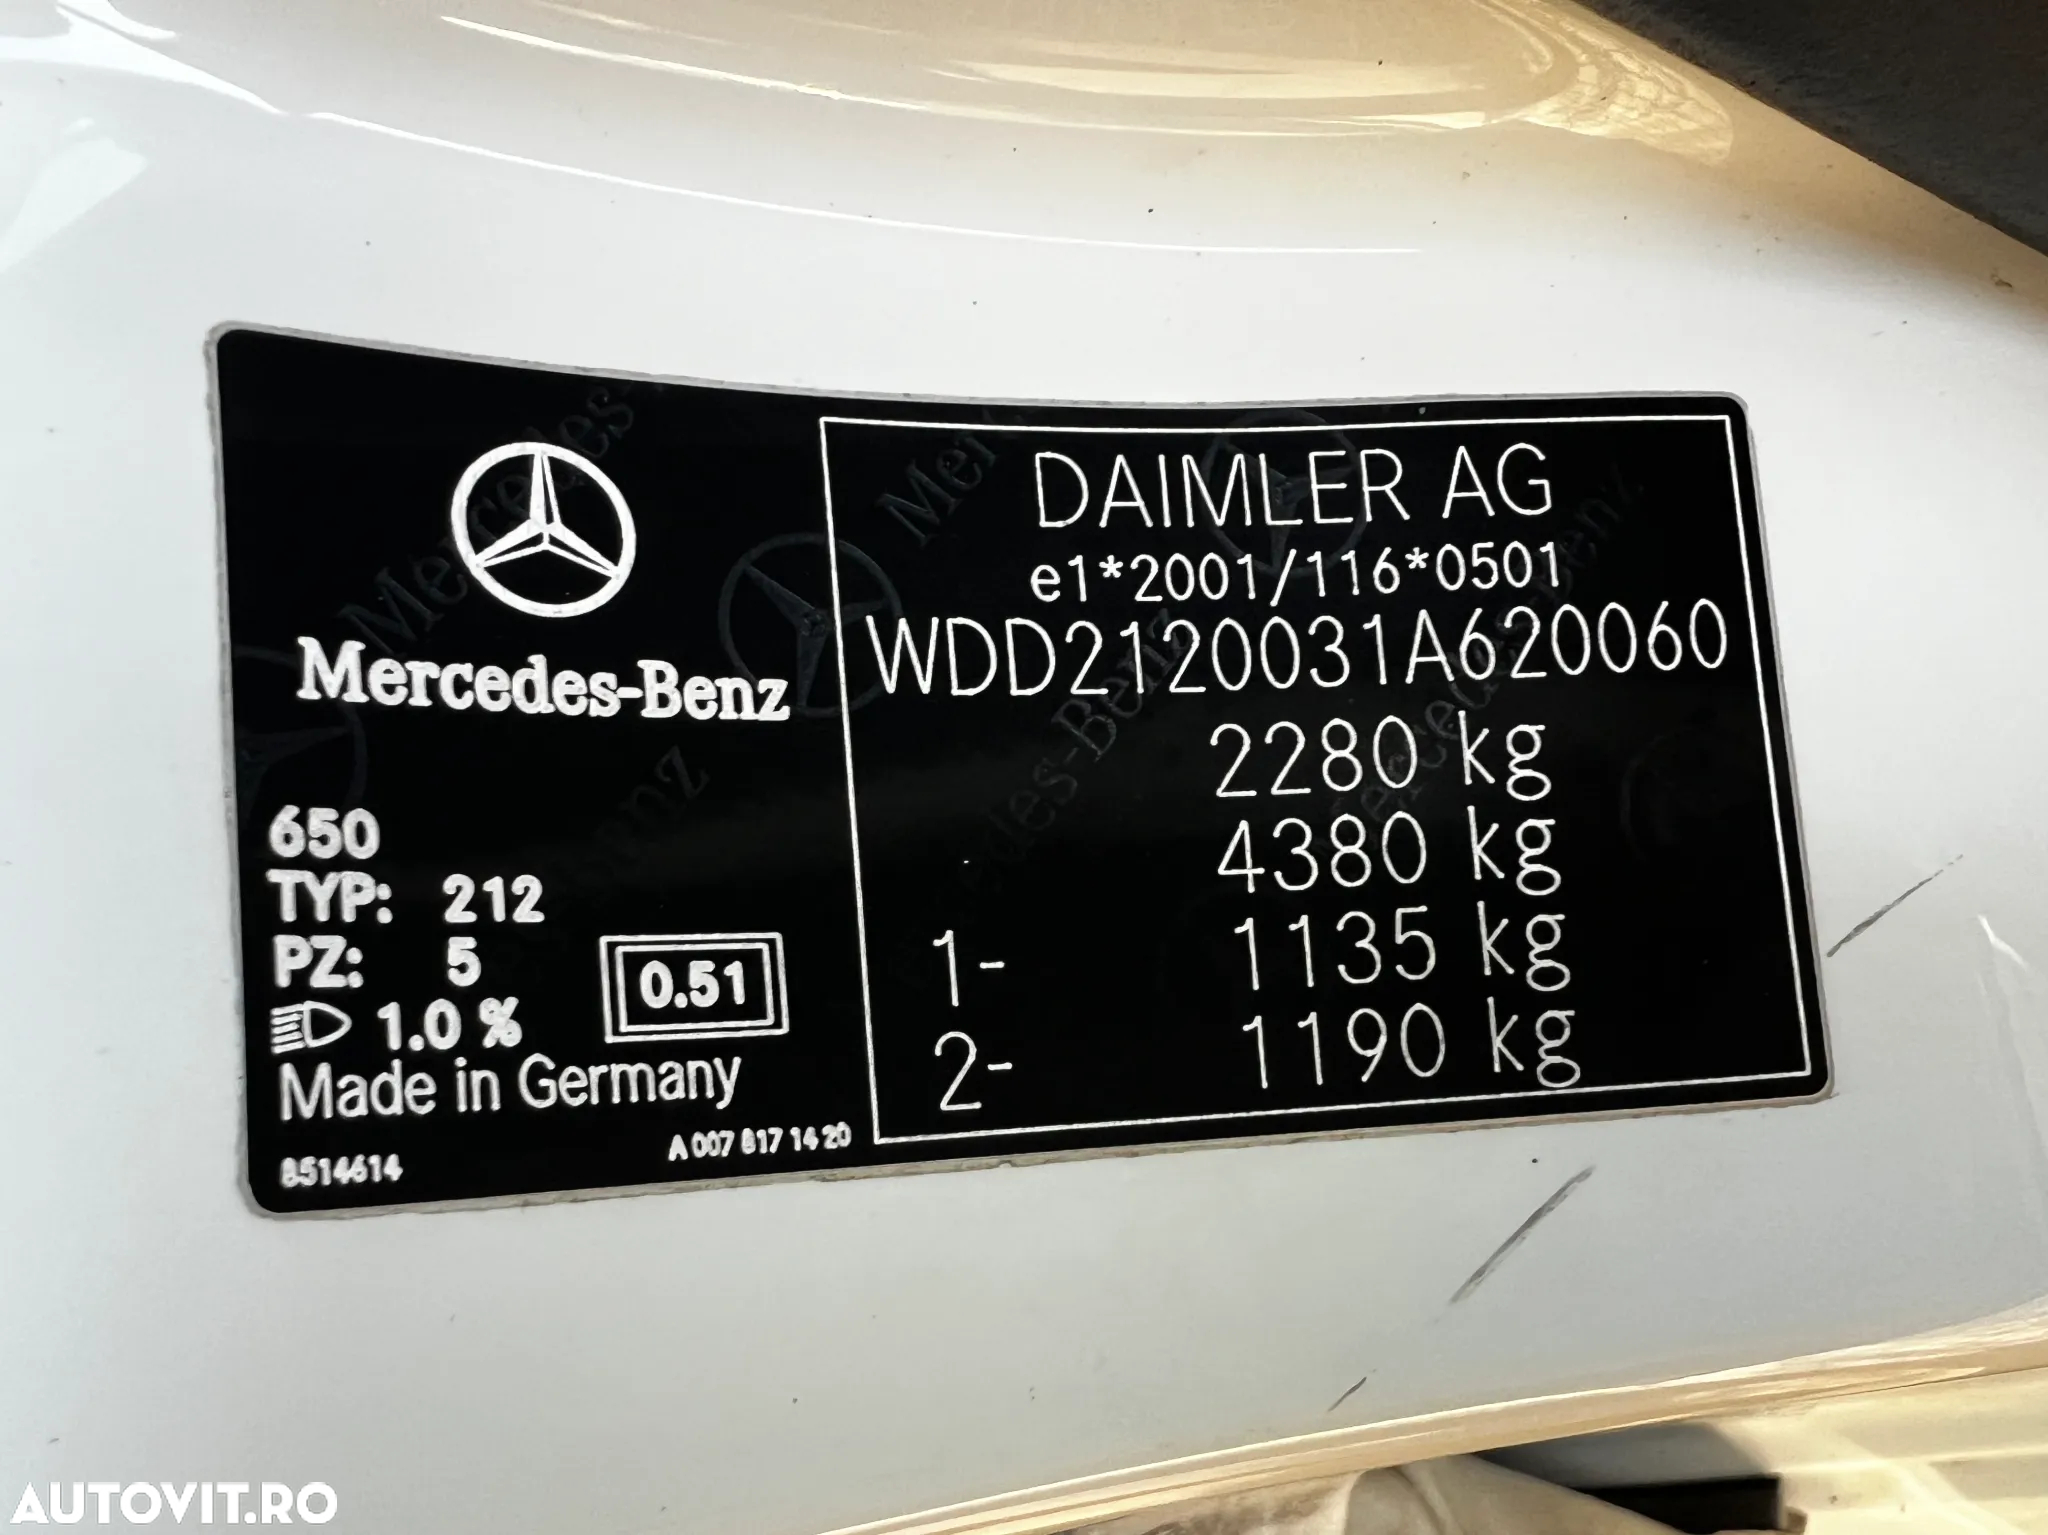 Mercedes-Benz
650
TYP: 212
PZ: 5
1.0 %
0.51
Made in Germany
8514614
A 007 817 14 20
DAIMLER AG
e1*2001/116*0501
WDD2120031A620060
2280 kg
4380 kg
1- 1135 kg
2- 1190 kg
AUTOVIT.RO